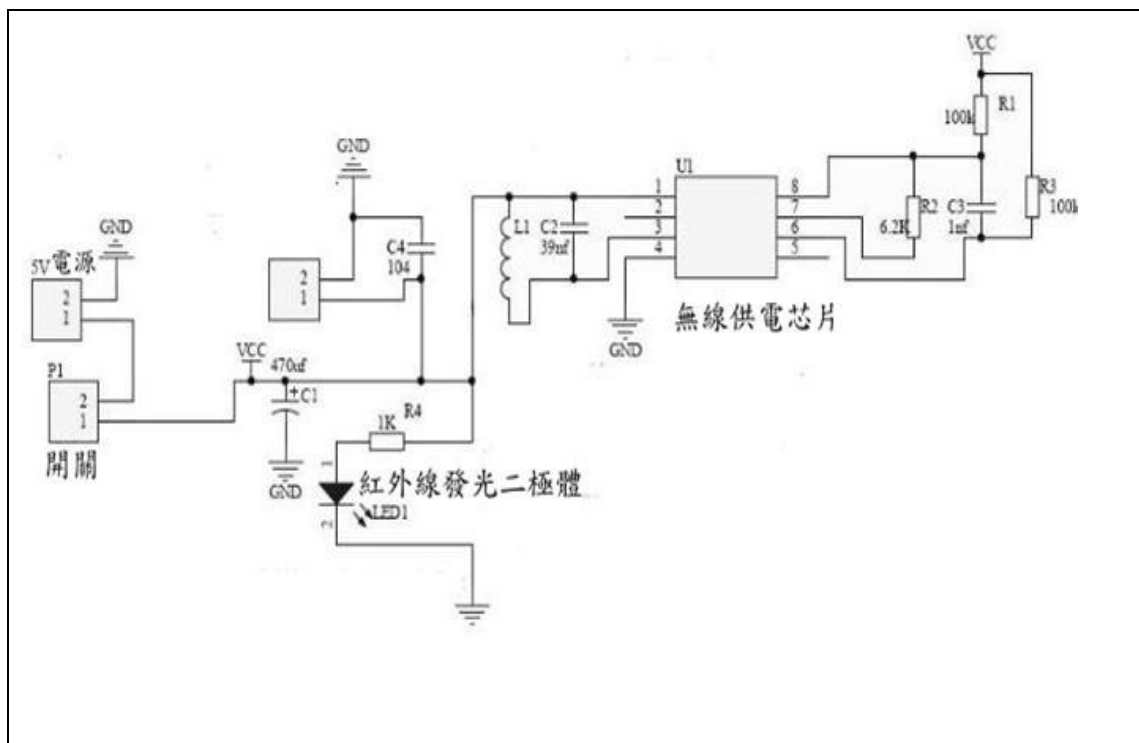 VCC
R1
100k
GND
U1
1
8
R3
100k
2
7
R2
C3
L1
C2
3
6
6.2K
1nf
39nf
4
5
GND
C4
104
5V電源
2
1
2
1
無線供電芯片
GND
P1
VCC
470uf
2
1
C1
R4
1K
開關
GND
1
紅外線發光二極體
LED1
2